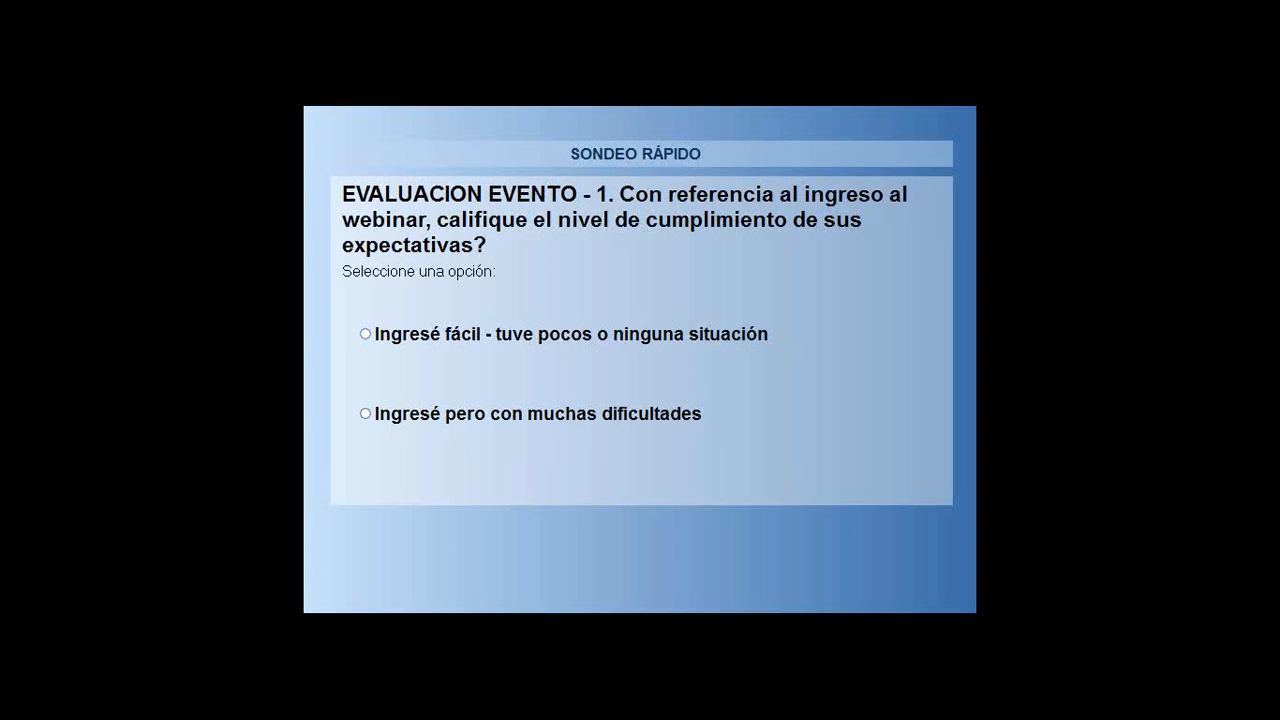 SONDEO RÁPIDO
EVALUACION EVENTO - 1. Con referencia al ingreso al
webinar, califique el nivel de cumplimiento de sus
expectativas?
Seleccione una opción:
Ingresé fácil - tuve pocos o ninguna situación
Ingresé pero con muchas dificultades